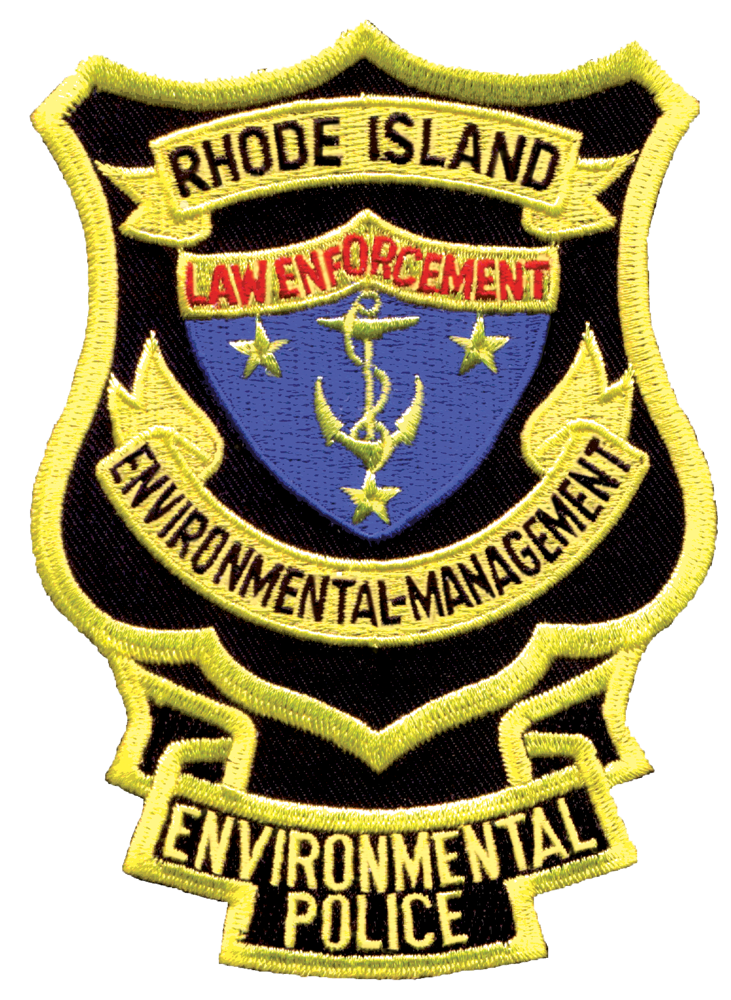 RHODE ISLAND
LAW ENFORCEMENT
ENVIRONMENTAL-MANAGEMENT
ENVIRONMENTAL
POLICE